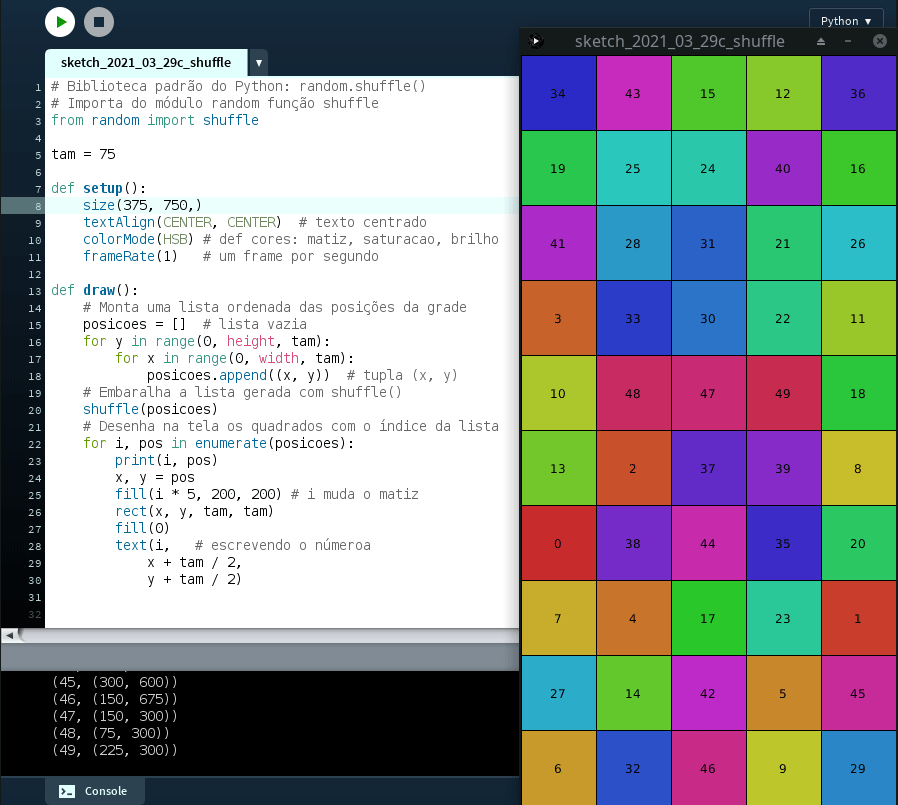 Python ▾
sketch_2021_03_29c_shuffle ▾
1 # Biblioteca padrão do Python: random.shuffle()
2 # Importa do módulo random função shuffle
3 from random import shuffle
4
5 tam = 75
6
7 def setup():
8     size(375, 750,)
9     textAlign(CENTER, CENTER)  # texto centrado
10     colorMode(HSB) # def cores: matiz, saturacao, brilho
11     frameRate(1)   # um frame por segundo
12
13 def draw():
14     # Monta uma lista ordenada das posições da grade
15     posicoes = []  # lista vazia
16     for y in range(0, height, tam):
17         for x in range(0, width, tam):
18             posicoes.append((x, y))  # tupla (x, y)
19     # Embaralha a lista gerada com shuffle()
20     shuffle(posicoes)
21     # Desenha na tela os quadrados com o índice da lista
22     for i, pos in enumerate(posicoes):
23         print(i, pos)
24         x, y = pos
25         fill(i * 5, 200, 200) # i muda o matiz
26         rect(x, y, tam, tam)
27         fill(0)
28         text(i,   # escrevendo o númeroa
29             x + tam / 2,
30             y + tam / 2)
31
32
(45, (300, 600))
(46, (150, 675))
(47, (150, 300))
(48, (75, 300))
(49, (225, 300))
Console
sketch_2021_03_29c_shuffle
34 43 15 12 36
19 25 24 40 16
41 28 31 21 26
3 33 30 22 11
10 48 47 49 18
13 2 37 39 8
0 38 44 35 20
7 4 17 23 1
27 14 42 5 45
6 32 46 9 29